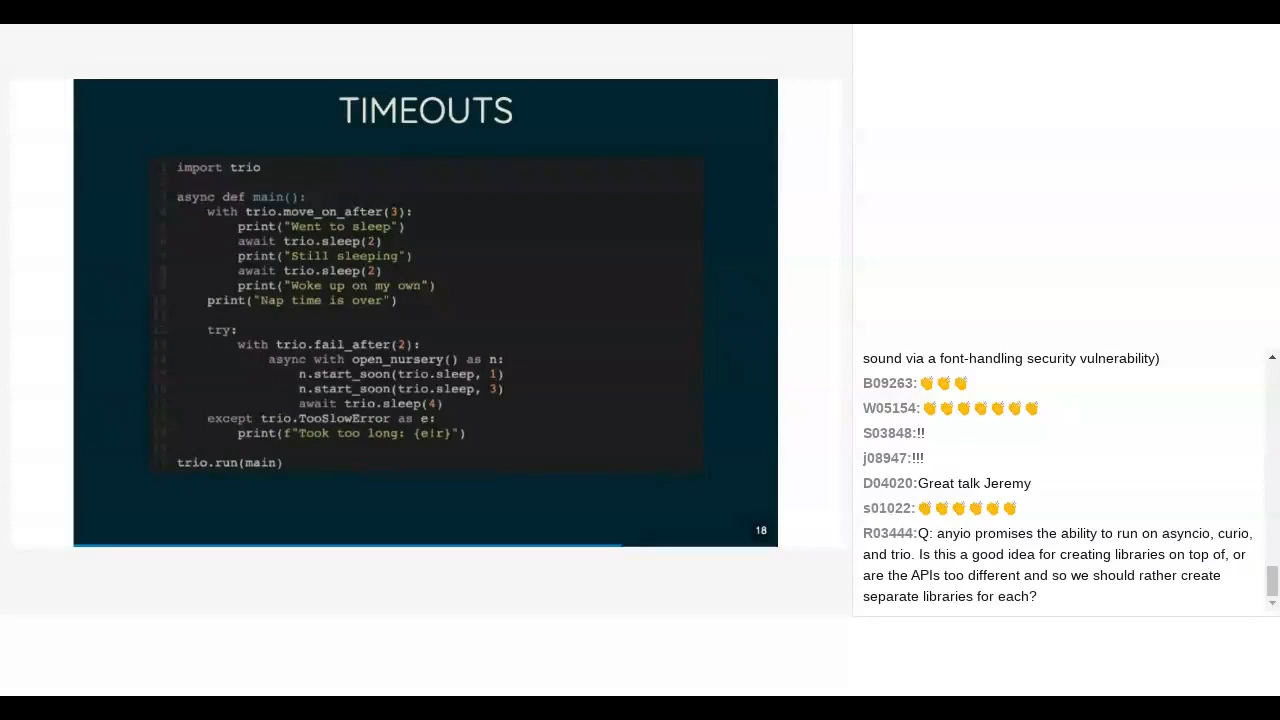 TIMEOUTS
import trio
async def main():
with trio.move_on_after(3):
print("Went to sleep")
await trio.sleep(2)
print("Still sleeping")
await trio.sleep(2)
print("Woke up on my own")
print("Nap time is over")
try:
with trio.fail_after(2):
async with open_nursery() as n:
n.start_soon(trio.sleep, 1)
n.start_soon(trio.sleep, 3)
await trio.sleep(4)
except trio.TooSlowError as e:
print(f"Took too long: {e!r}")
trio.run(main)
18
sound via a font-handling security vulnerability)
B09263:👏👏👏
W05154:👏👏👏👏👏👏👏
S03848:!!
j08947:!!!
D04020:Great talk Jeremy
s01022:👏👏👏👏👏👏
R03444:Q: anyio promises the ability to run on asyncio, curio,
and trio. Is this a good idea for creating libraries on top of, or
are the APIs too different and so we should rather create
separate libraries for each?